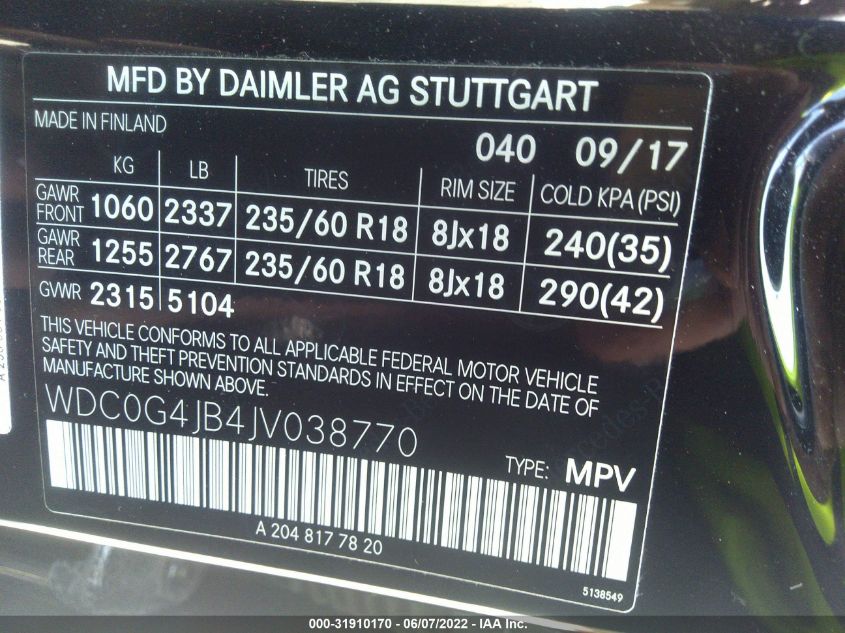 MFD BY DAIMLER AG STUTTGART
MADE IN FINLAND
040 09/17
KG LB TIRES RIM SIZE COLD KPA (PSI)
GAWR FRONT 1060 2337 235/60 R18 8Jx18 240(35)
GAWR REAR 1255 2767 235/60 R18 8Jx18 290(42)
GVWR 2315 5104
THIS VEHICLE CONFORMS TO ALL APPLICABLE FEDERAL MOTOR VEHICLE
SAFETY AND THEFT PREVENTION STANDARDS IN EFFECT ON THE DATE OF
MANUFACTURE SHOWN ABOVE.
WDC0G4JB4JV038770
TYPE: MPV
A 204 817 78 20
5138549
000-31910170 - 06/07/2022 - IAA Inc.